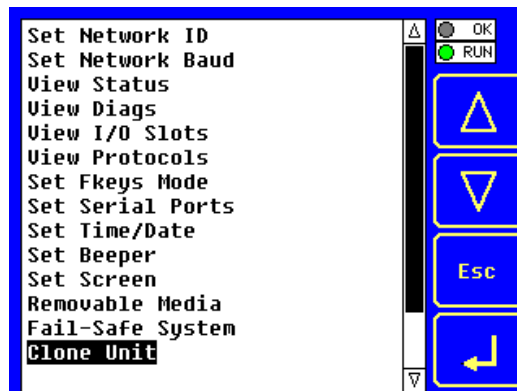 Set Network ID
Set Network Baud
View Status
View Diags
View I/O Slots
View Protocols
Set Fkeys Mode
Set Serial Ports
Set Time/Date
Set Beeper
Set Screen
Removable Media
Fail-Safe System
Clone Unit
OK
RUN
Esc